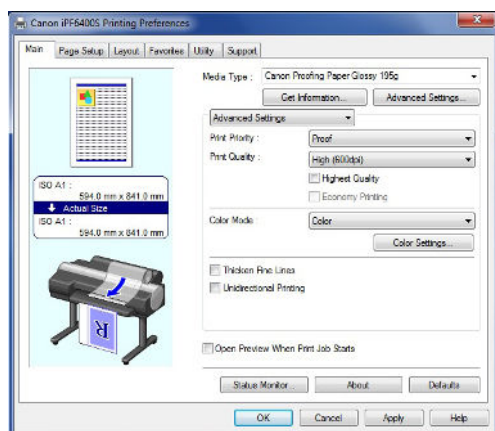 Canon iPF6400S Printing Preferences
Main Page Setup Layout Favorites Utility Support
Media Type : Canon Proofing Paper Glossy 195g
Get Information... Advanced Settings...
Advanced Settings
Print Priority : Proof
Print Quality : High (600dpi)
Highest Quality
Economy Printing
ISO A1 :
594.0 mm x 841.0 mm
Actual Size
ISO A1 :
594.0 mm x 841.0 mm
Color Mode Color
Color Settings...
Thicken Fine Lines
Unidirectional Printing
R
Open Preview When Print Job Starts
Status Monitor... About Defaults
OK Cancel Apply Help